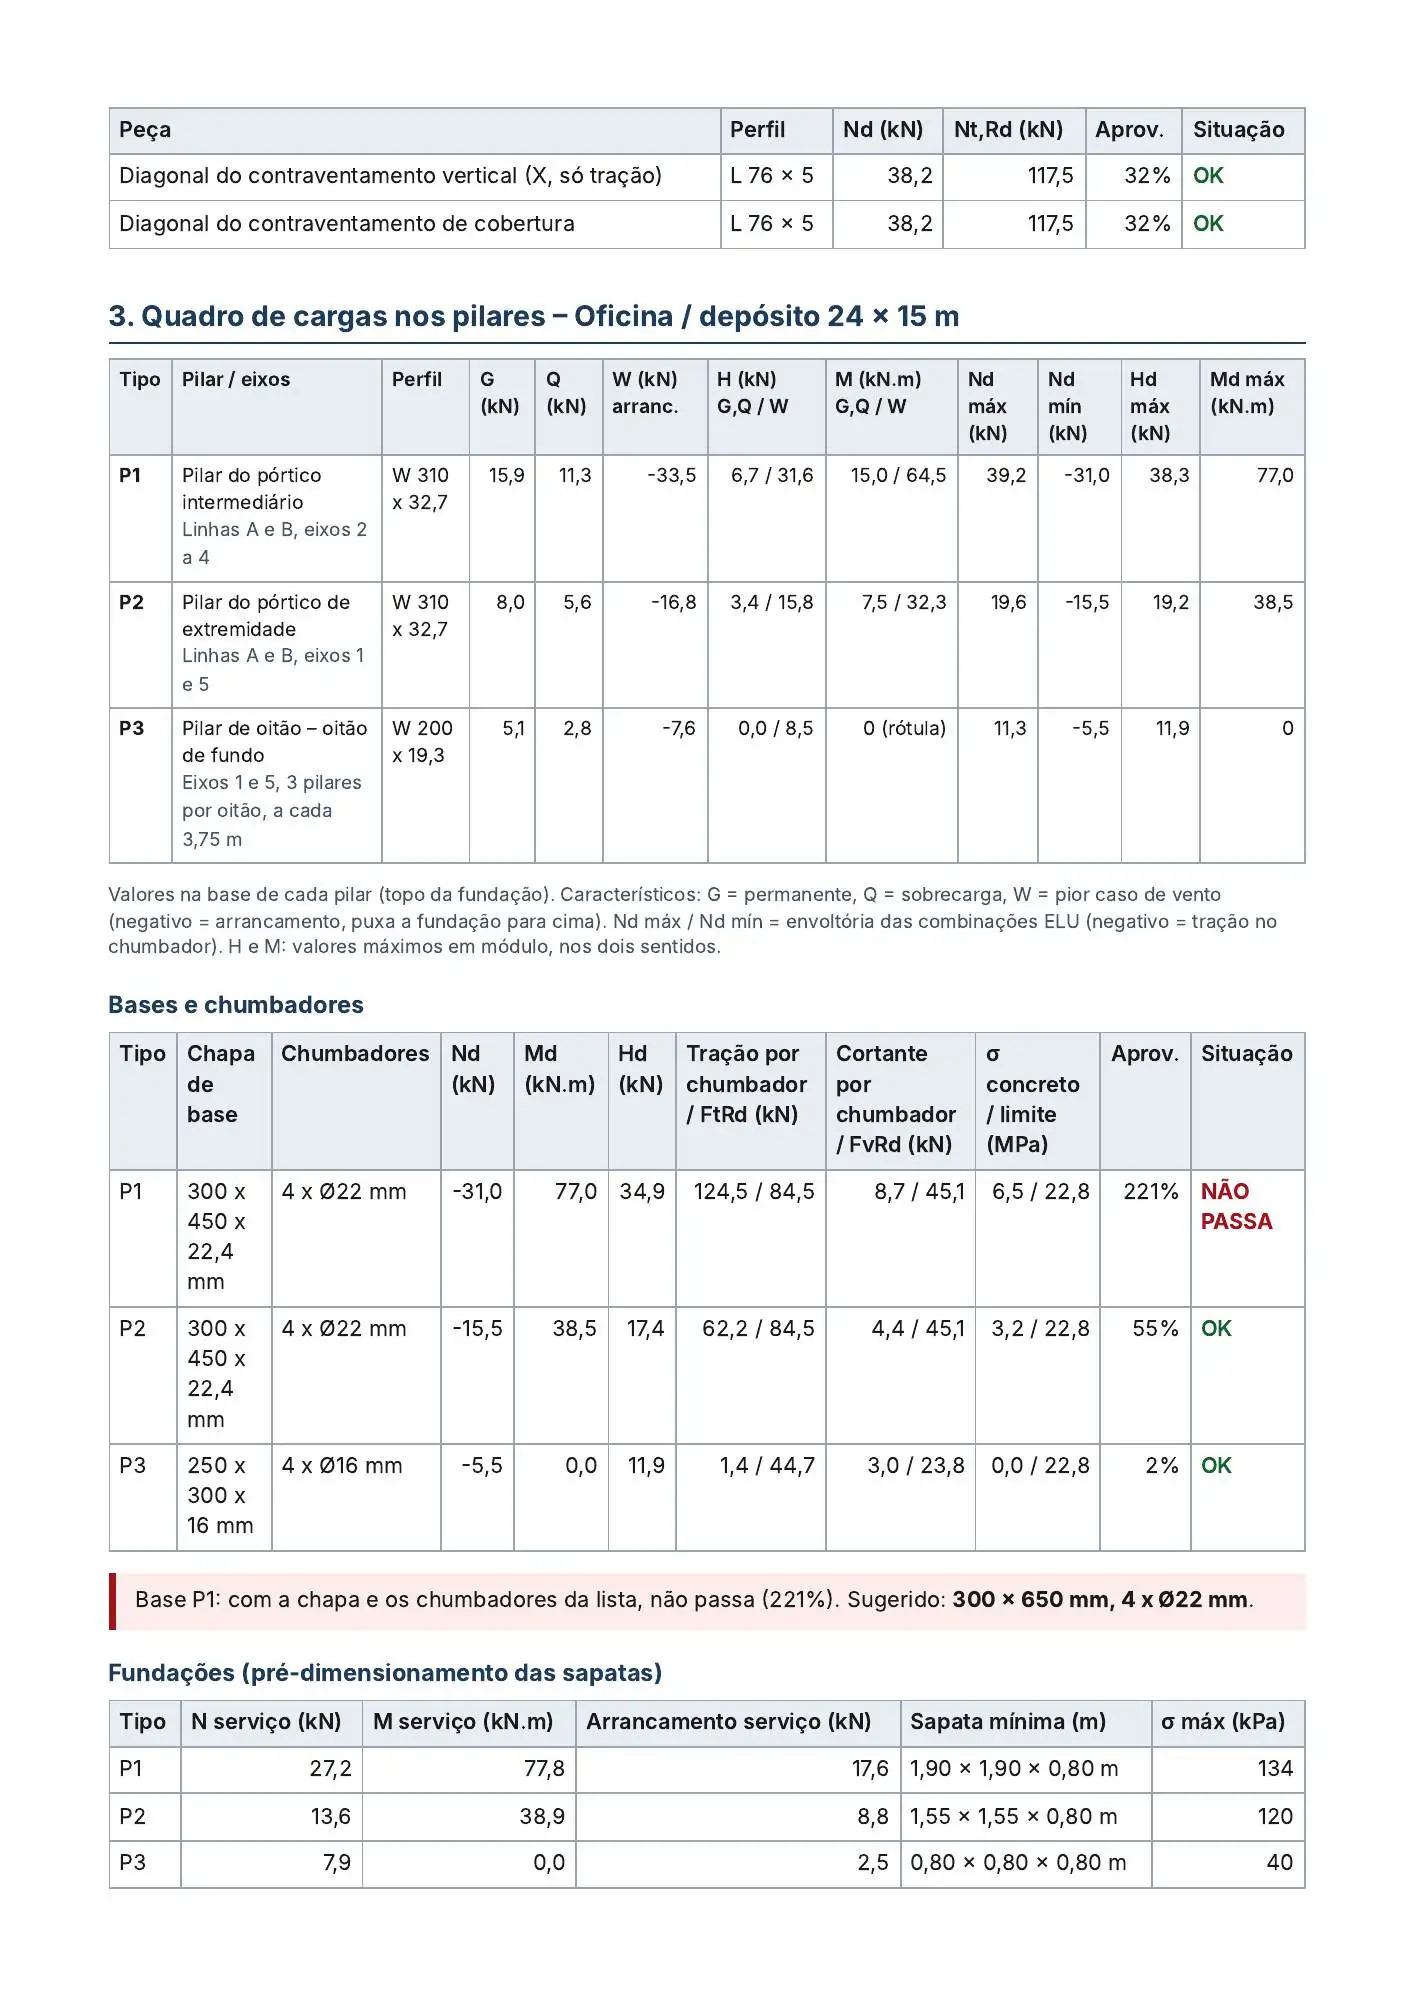 Peça Perfil Nd (kN) Nt,Rd (kN) Aprov. Situação
Diagonal do contraventamento vertical (X, só tração) L 76 × 5 38,2 117,5 32% OK
Diagonal do contraventamento de cobertura L 76 × 5 38,2 117,5 32% OK
3. Quadro de cargas nos pilares – Oficina / depósito 24 × 15 m
Tipo Pilar / eixos Perfil G Q W (kN) H (kN) M (kN.m) Nd Nd Hd Md máx
(kN) (kN) arranc. G,Q / W G,Q / W máx mín máx (kN.m)
(kN) (kN) (kN)
P1 Pilar do pórtico W 310 15,9 11,3 -33,5 6,7 / 31,6 15,0 / 64,5 39,2 -31,0 38,3 77,0
intermediário x 32,7
Linhas A e B, eixos 2
a 4
P2 Pilar do pórtico de W 310 8,0 5,6 -16,8 3,4 / 15,8 7,5 / 32,3 19,6 -15,5 19,2 38,5
extremidade x 32,7
Linhas A e B, eixos 1
e 5
P3 Pilar de oitão – oitão W 200 5,1 2,8 -7,6 0,0 / 8,5 0 (rótula) 11,3 -5,5 11,9 0
de fundo x 19,3
Eixos 1 e 5, 3 pilares
por oitão, a cada
3,75 m
Valores na base de cada pilar (topo da fundação). Característicos: G = permanente, Q = sobrecarga, W = pior caso de vento
(negativo = arrancamento, puxa a fundação para cima). Nd máx / Nd mín = envoltória das combinações ELU (negativo = tração no
chumbador). H e M: valores máximos em módulo, nos dois sentidos.
Bases e chumbadores
Tipo Chapa Chumbadores Nd Md Hd Tração por Cortante σ Aprov. Situação
de (kN) (kN.m) (kN) chumbador por concreto
base / FtRd (kN) chumbador / limite
/ FvRd (kN) (MPa)
P1 300 x 4 x Ø22 mm -31,0 77,0 34,9 124,5 / 84,5 8,7 / 45,1 6,5 / 22,8 221% NÃO
450 x PASSA
22,4
mm
P2 300 x 4 x Ø22 mm -15,5 38,5 17,4 62,2 / 84,5 4,4 / 45,1 3,2 / 22,8 55% OK
450 x
22,4
mm
P3 250 x 4 x Ø16 mm -5,5 0,0 11,9 1,4 / 44,7 3,0 / 23,8 0,0 / 22,8 2% OK
300 x
16 mm
Base P1: com a chapa e os chumbadores da lista, não passa (221%). Sugerido: 300 × 650 mm, 4 x Ø22 mm.
Fundações (pré-dimensionamento das sapatas)
Tipo N serviço (kN) M serviço (kN.m) Arrancamento serviço (kN) Sapata mínima (m) σ máx (kPa)
P1 27,2 77,8 17,6 1,90 × 1,90 × 0,80 m 134
P2 13,6 38,9 8,8 1,55 × 1,55 × 0,80 m 120
P3 7,9 0,0 2,5 0,80 × 0,80 × 0,80 m 40